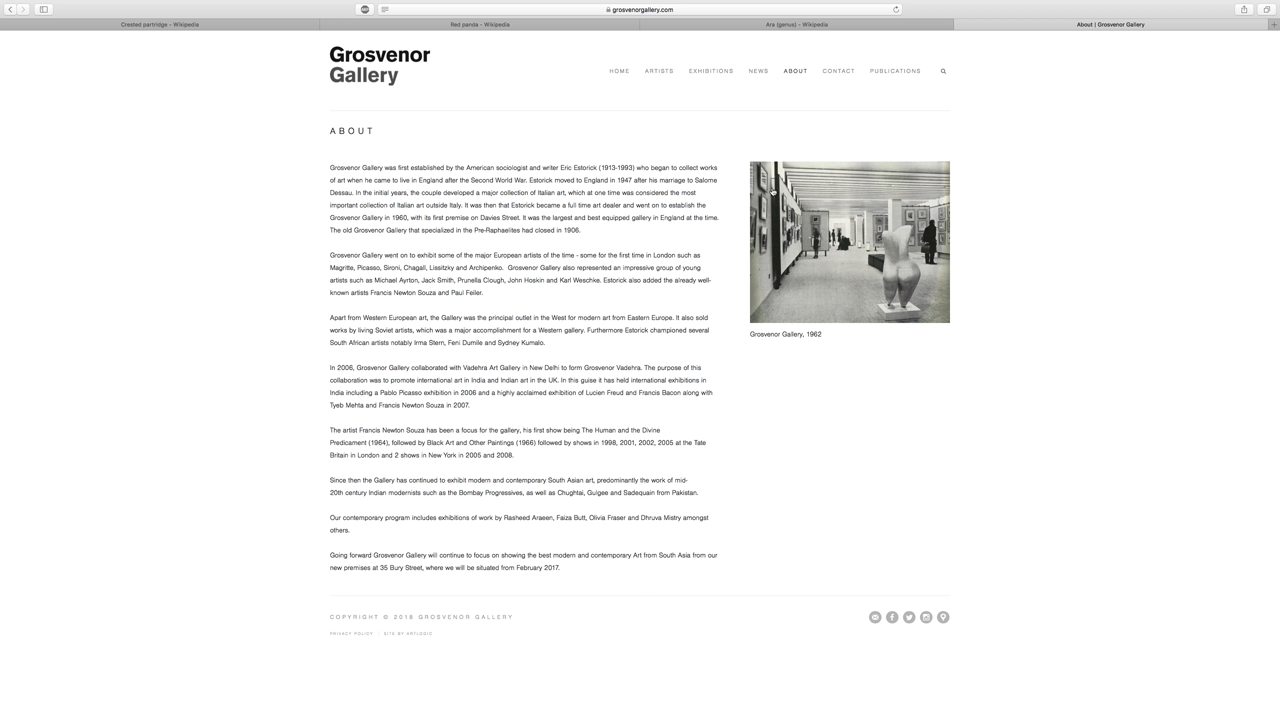 grosvenorgallery.com
Crested partridge - Wikipedia
Red panda - Wikipedia
Ara (genus) - Wikipedia
About | Grosvenor Gallery
Grosvenor
Gallery
HOME ARTISTS EXHIBITIONS NEWS ABOUT CONTACT PUBLICATIONS
ABOUT
Grosvenor Gallery was first established by the American sociologist and writer Eric Estorick (1913-1993) who began to collect works
of art when he came to live in England after the Second World War. Estorick moved to England in 1947 after his marriage to Salome
Dessau. In the initial years, the couple developed a major collection of Italian art, which at one time was considered the most
important collection of Italian art outside Italy. It was then that Estorick became a full time art dealer and went on to establish the
Grosvenor Gallery in 1960, with its first premise on Davies Street. It was the largest and best equipped gallery in England at the time.
The old Grosvenor Gallery that specialized in the Pre-Raphaelites had closed in 1906.
Grosvenor Gallery went on to exhibit some of the major European artists of the time - some for the first time in London such as
Magritte, Picasso, Sironi, Chagall, Lissitzky and Archipenko.  Grosvenor Gallery also represented an impressive group of young
artists such as Michael Ayrton, Jack Smith, Prunella Clough, John Hoskin and Karl Weschke. Estorick also added the already well-
known artists Francis Newton Souza and Paul Feiler.
Apart from Western European art, the Gallery was the principal outlet in the West for modern art from Eastern Europe. It also sold
works by living Soviet artists, which was a major accomplishment for a Western gallery. Furthermore Estorick championed several
South African artists notably Irma Stern, Feni Dumile and Sydney Kumalo.
In 2006, Grosvenor Gallery collaborated with Vadehra Art Gallery in New Delhi to form Grosvenor Vadehra. The purpose of this
collaboration was to promote international art in India and Indian art in the UK. In this guise it has held international exhibitions in
India including a Pablo Picasso exhibition in 2006 and a highly acclaimed exhibition of Lucien Freud and Francis Bacon along with
Tyeb Mehta and Francis Newton Souza in 2007.
The artist Francis Newton Souza has been a focus for the gallery, his first show being The Human and the Divine
Predicament (1964), followed by Black Art and Other Paintings (1966) followed by shows in 1998, 2001, 2002, 2005 at the Tate
Britain in London and 2 shows in New York in 2005 and 2008.
Since then the Gallery has continued to exhibit modern and contemporary South Asian art, predominantly the work of mid-
20th century Indian modernists such as the Bombay Progressives, as well as Chughtai, Gulgee and Sadequain from Pakistan.
Our contemporary program includes exhibitions of work by Rasheed Araeen, Faiza Butt, Olivia Fraser and Dhruva Mistry amongst
others.
Going forward Grosvenor Gallery will continue to focus on showing the best modern and contemporary Art from South Asia from our
new premises at 35 Bury Street, where we will be situated from February 2017.
Grosvenor Gallery, 1962
COPYRIGHT © 2018 GROSVENOR GALLERY
PRIVACY POLICY | SITE BY ARTLOGIC